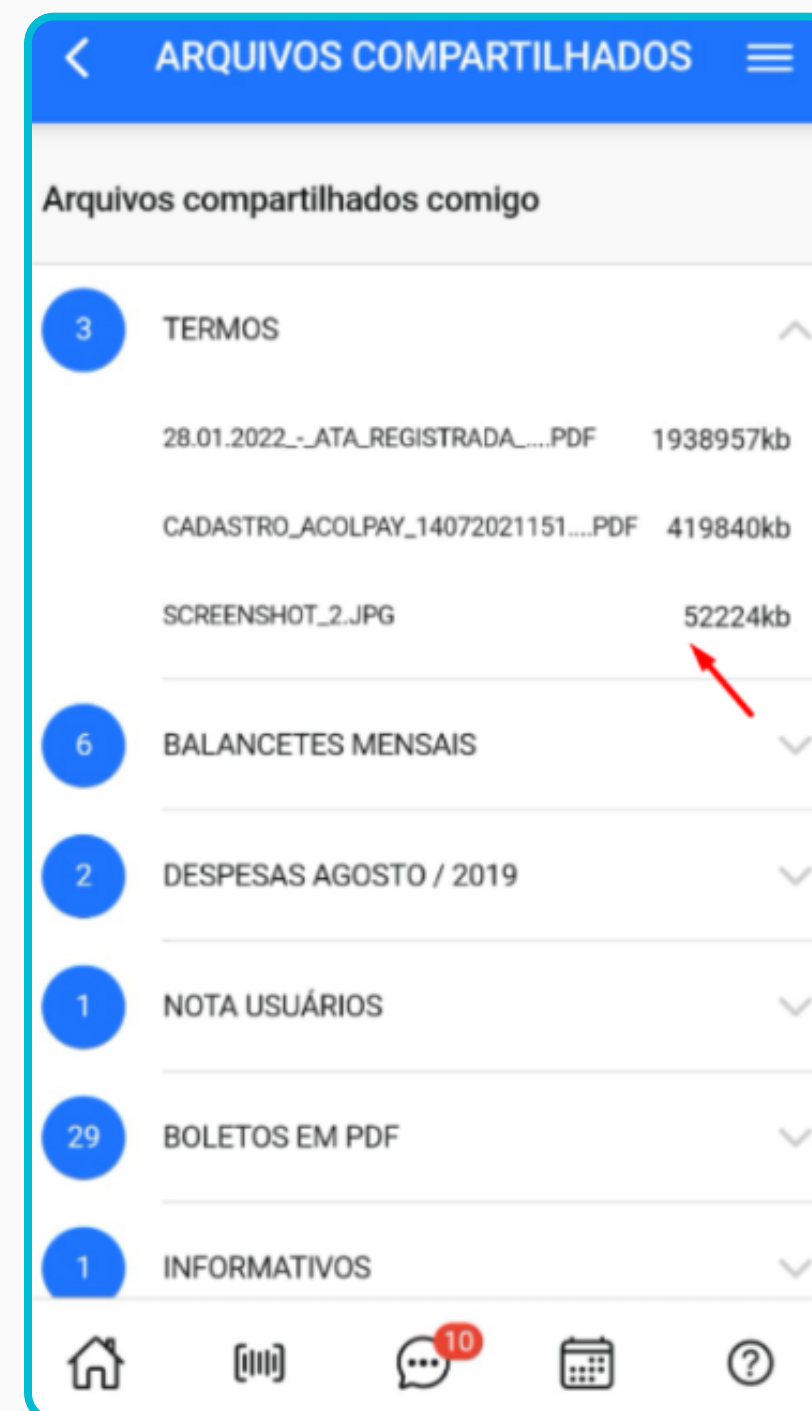 ARQUIVOS COMPARTILHADOS
Arquivos compartilhados comigo
3 TERMOS
28.01.2022_-_ATA_REGISTRADA_....PDF 1938957kb
CADASTRO_ACOLPAY_14072021151....PDF 419840kb
SCREENSHOT_2.JPG 52224kb
6 BALANCETES MENSAIS
2 DESPESAS AGOSTO / 2019
1 NOTA USUÁRIOS
29 BOLETOS EM PDF
1 INFORMATIVOS
10